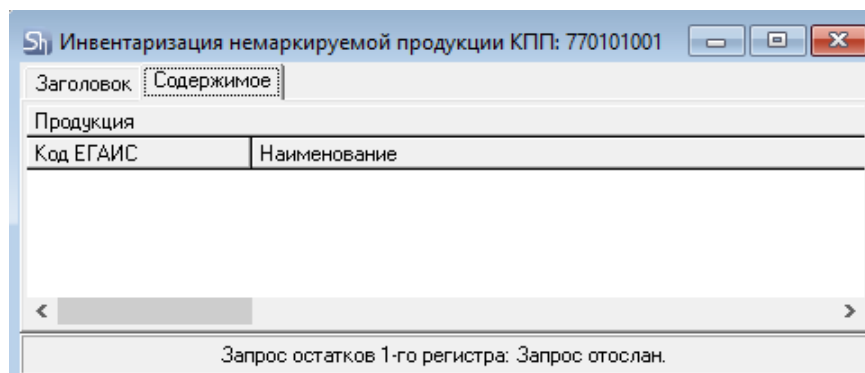 Sh Инвентаризация немаркируемой продукции КПП: 770101001
Заголовок Содержимое
Продукция
Код ЕГАИС Наименование
Запрос остатков 1-го регистра: Запрос отослан.